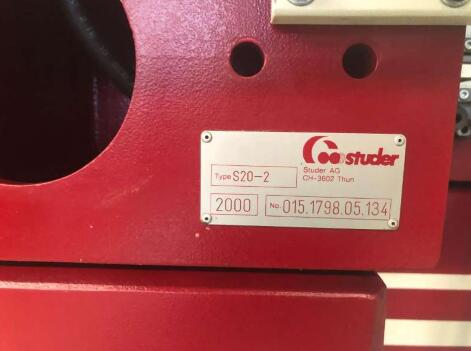 studer
Studer AG
CH-3602 Thun
Type S20-2
2000 No. 015.1798.05.134